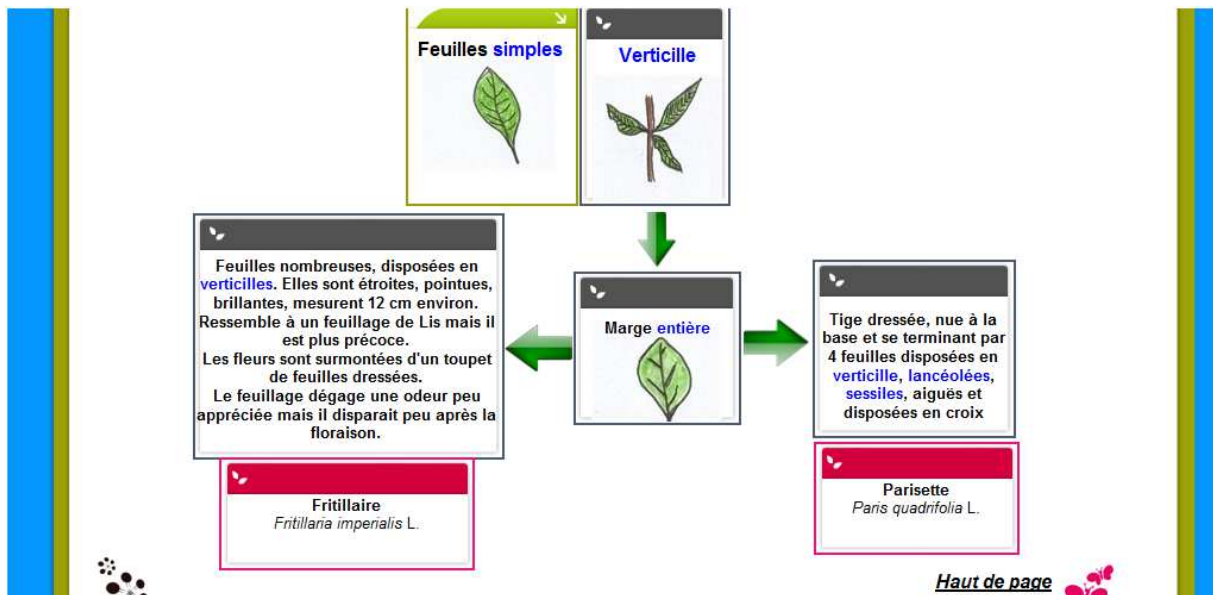 Feuilles simples
Verticille
Feuilles nombreuses, disposées en
verticilles. Elles sont étroites, pointues,
brillantes, mesurent 12 cm environ.
Ressemble à un feuillage de Lis mais il
est plus précoce.
Les fleurs sont surmontées d'un toupet
de feuilles dressées.
Le feuillage dégage une odeur peu
appréciée mais il disparait peu après la
floraison.
Marge entière
Tige dressée, nue à la
base et se terminant par
4 feuilles disposées en
verticille, lancéolées,
sessiles, aiguës et
disposées en croix
Fritillaire
Fritillaria imperialis L.
Parisette
Paris quadrifolia L.
Haut de page